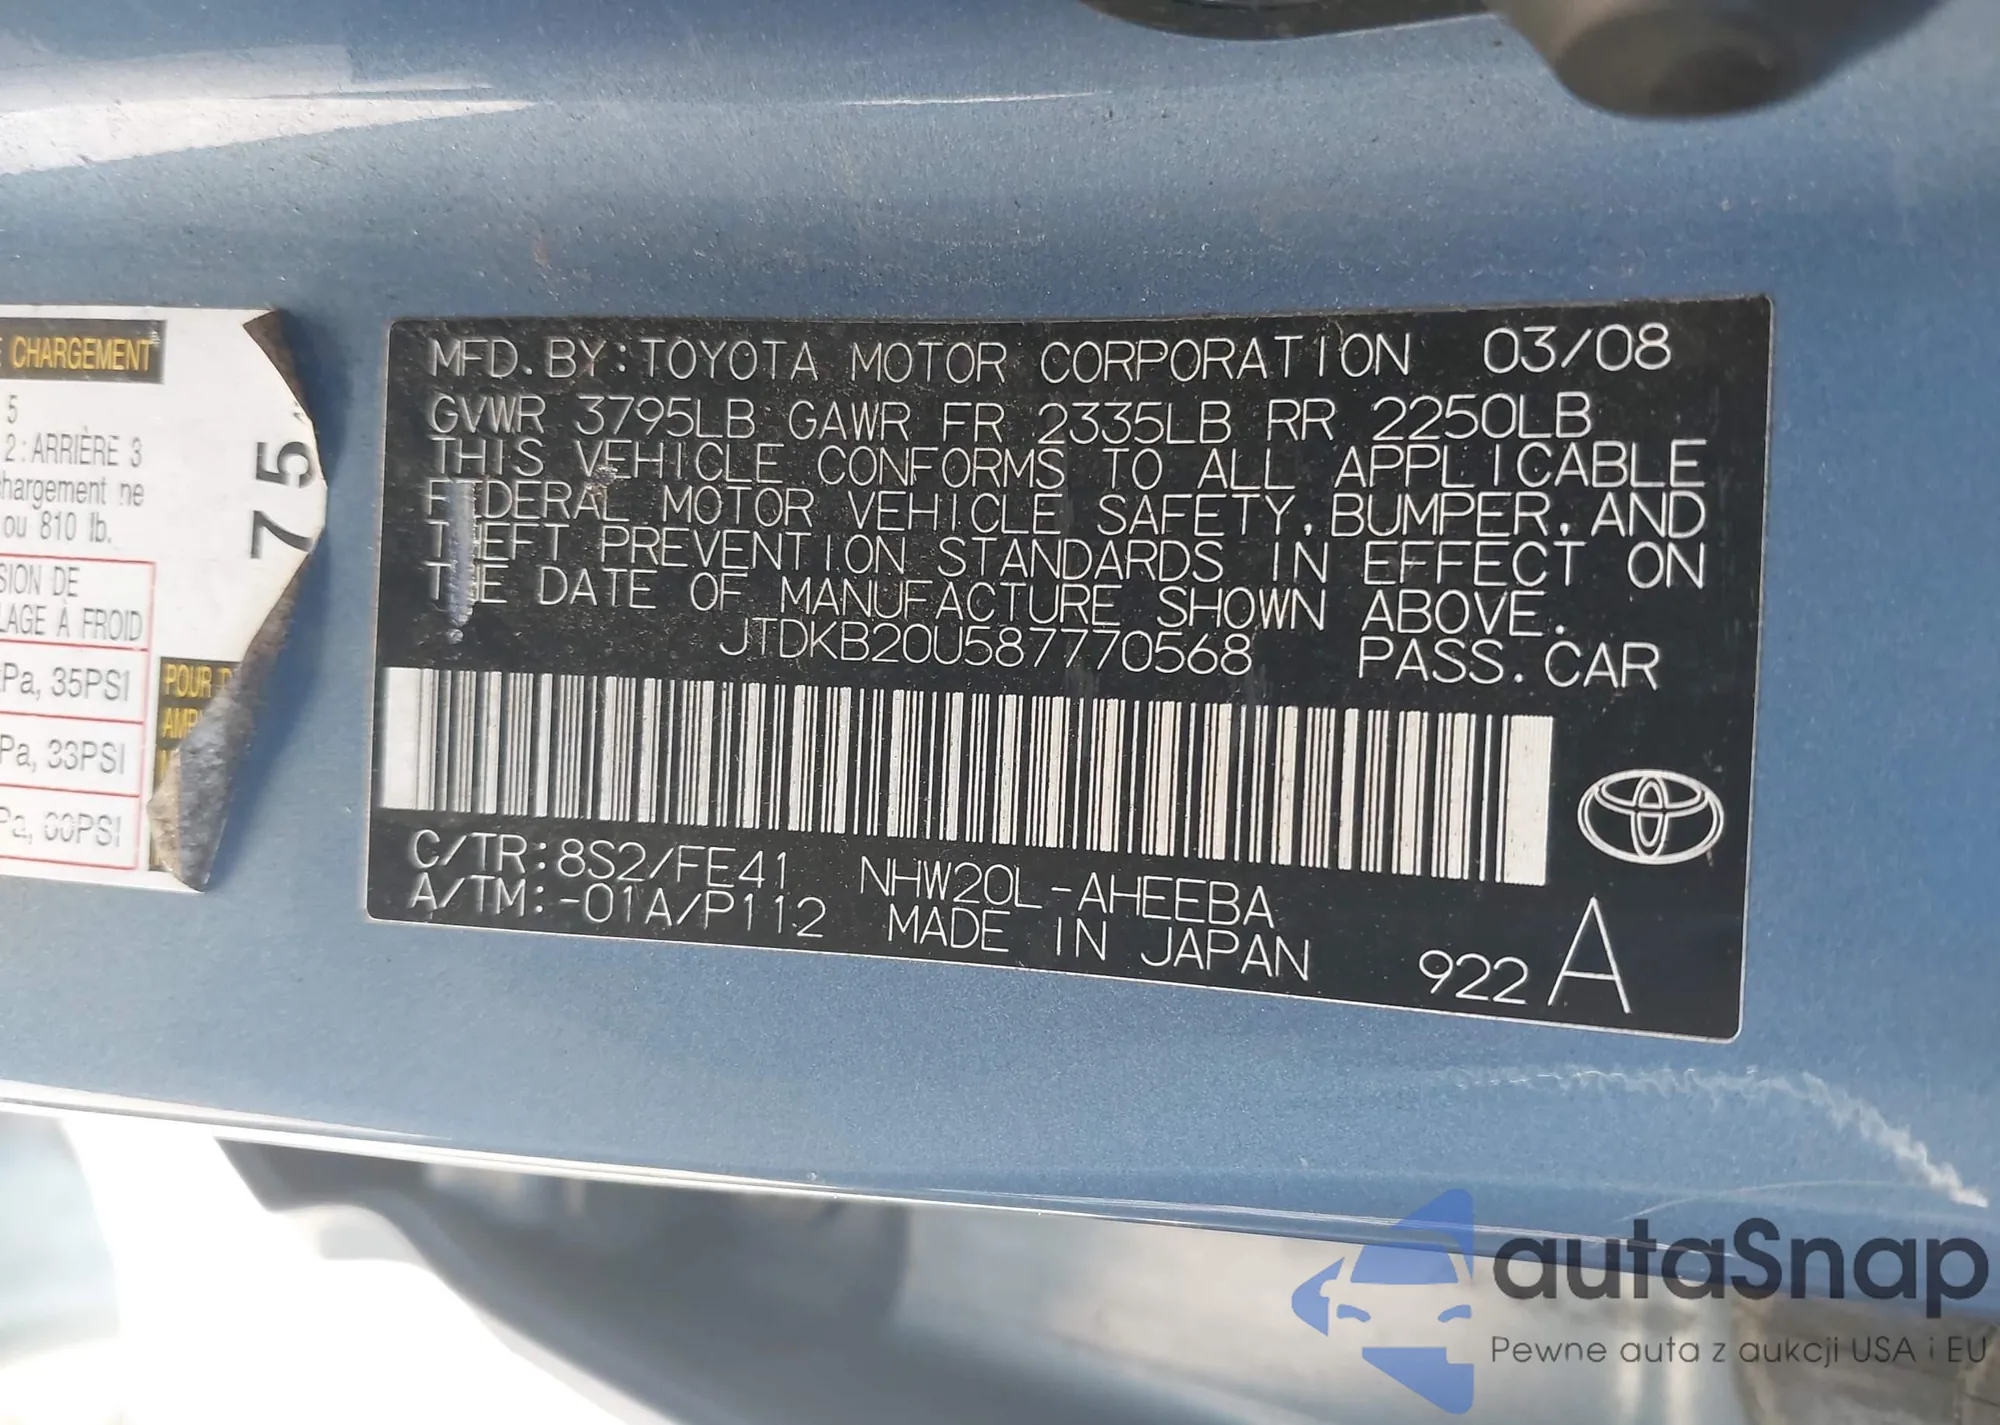 E CHARGEMENT
5
2:ARRIÈRE 3
chargement ne
ou 810 lb.
SION DE
LAGE À FROID
Pa, 35PSI
Pa, 33PSI
Pa, 60PSI
POUR
75
MFD. BY: TOYOTA MOTOR CORPORATION 03/08
GVWR 3795LB GAWR FR 2335LB RR 2250LB
THIS VEHICLE CONFORMS TO ALL APPLICABLE
FEDERAL MOTOR VEHICLE SAFETY, BUMPER, AND
THEFT PREVENTION STANDARDS IN EFFECT ON
THE DATE OF MANUFACTURE SHOWN ABOVE.
JTDKB20U587770568 PASS. CAR
C/TR: 8S2/FE41 NHW20L-AHEEBA
A/TM: -01A/P112 MADE IN JAPAN 922 A
autaSnap
Pewne auta z aukcji USA i EU